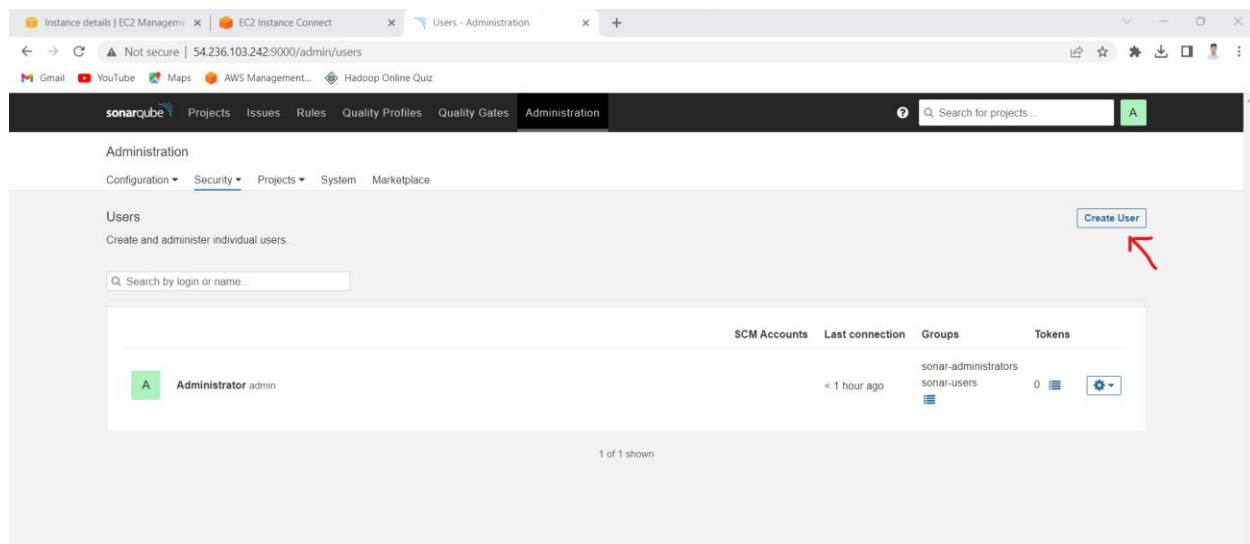 Instance details | EC2 Manageme
EC2 Instance Connect
Users - Administration
Not secure | 54.236.103.242:9000/admin/users
Gmail YouTube Maps AWS Management... Hadoop Online Quiz
sonarqube Projects Issues Rules Quality Profiles Quality Gates Administration ? Search for projects... A
Administration
Configuration Security Projects System Marketplace
Users
Create User
Create and administer individual users.
Search by login or name...
SCM Accounts Last connection Groups Tokens
A Administrator admin < 1 hour ago sonar-administrators
sonar-users 0
1 of 1 shown